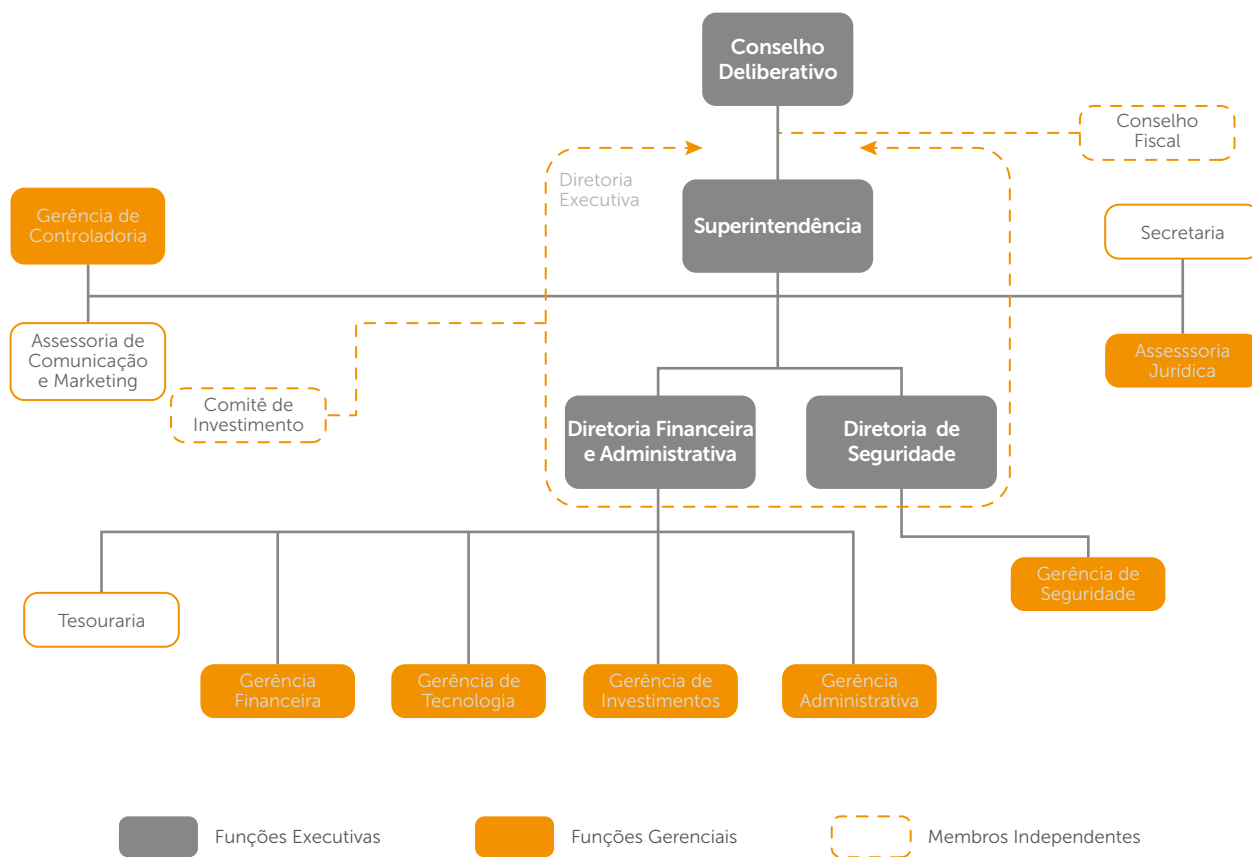 Conselho
Deliberativo
Conselho
Fiscal
Diretoria
Executiva
Gerência de
Controladoria
Superintendência
Secretaria
Assessoria de
Comunicação
e Marketing
Assesssoria
Jurídica
Comitê de
Investimento
Diretoria Financeira
e Administrativa
Diretoria de
Seguridade
Gerência de
Seguridade
Tesouraria
Gerência
Financeira
Gerência de
Tecnologia
Gerência de
Investimentos
Gerência
Administrativa
Funções Executivas
Funções Gerenciais
Membros Independentes